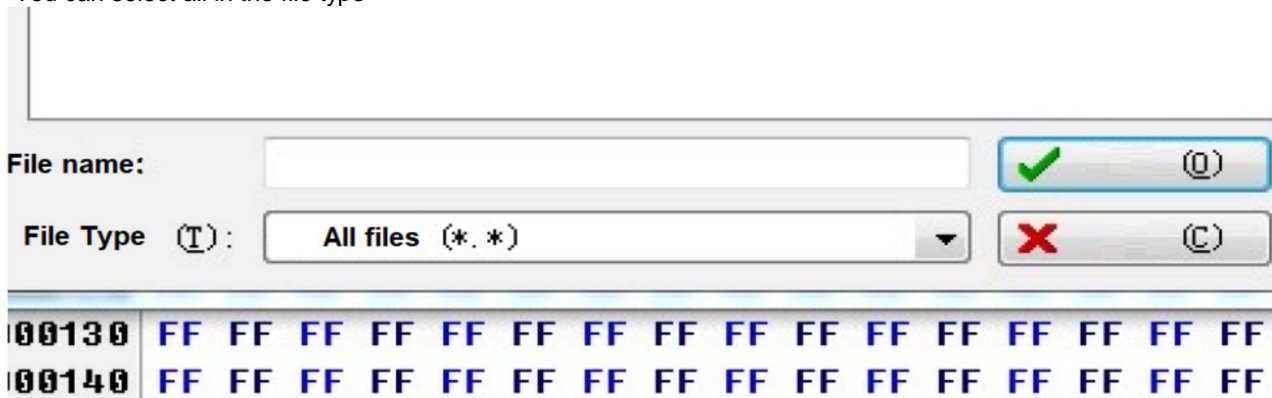 You can select all in the file type
File name:
(O)
File Type (T): All files (*.*)
(C)
000130 FF FF FF FF FF FF FF FF FF FF FF FF FF FF FF FF
000140 FF FF FF FF FF FF FF FF FF FF FF FF FF FF FF FF